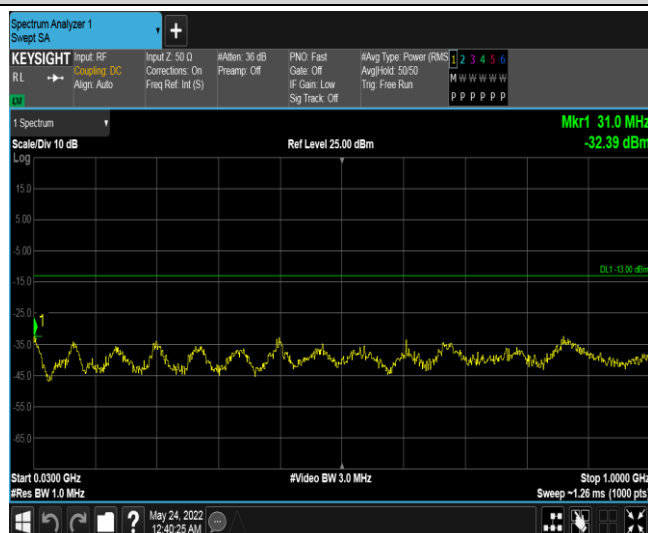 Spectrum Analyzer 1
Swept SA
+
KEYSIGHT
RL
Input: RF
Coupling: DC
Align: Auto
Input Z: 50 Ω
Corrections: On
Freq Ref: Int (S)
#Atten: 36 dB
Preamp: Off
PNO: Fast
Gate: Off
IF Gain: Low
Sig Track: Off
#Avg Type: Power (RMS
Avg|Hold: 50/50
Trig: Free Run
1 2 3 4 5 6
M W W W W W
P P P P P P
1 Spectrum
Scale/Div 10 dB
Ref Level 25.00 dBm
Mkr1 31.0 MHz
-32.39 dBm
Log
15.0
5.00
-5.00
DL1 -13.00 dBm
-15.0
-25.0
1
-35.0
-45.0
-55.0
-65.0
Start 0.0300 GHz
#Video BW 3.0 MHz
Stop 1.0000 GHz
#Res BW 1.0 MHz
Sweep ~1.26 ms (1000 pts)
?
May 24, 2022
12:40:25 AM